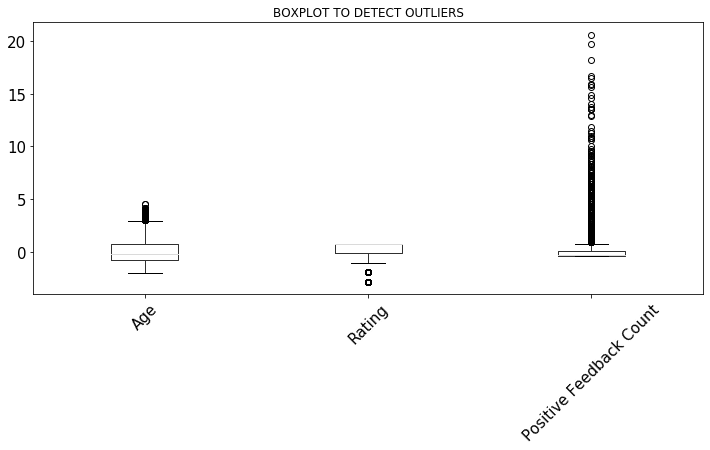 BOXPLOT TO DETECT OUTLIERS
20
15
10
5
0
Age
Rating
Positive Feedback Count